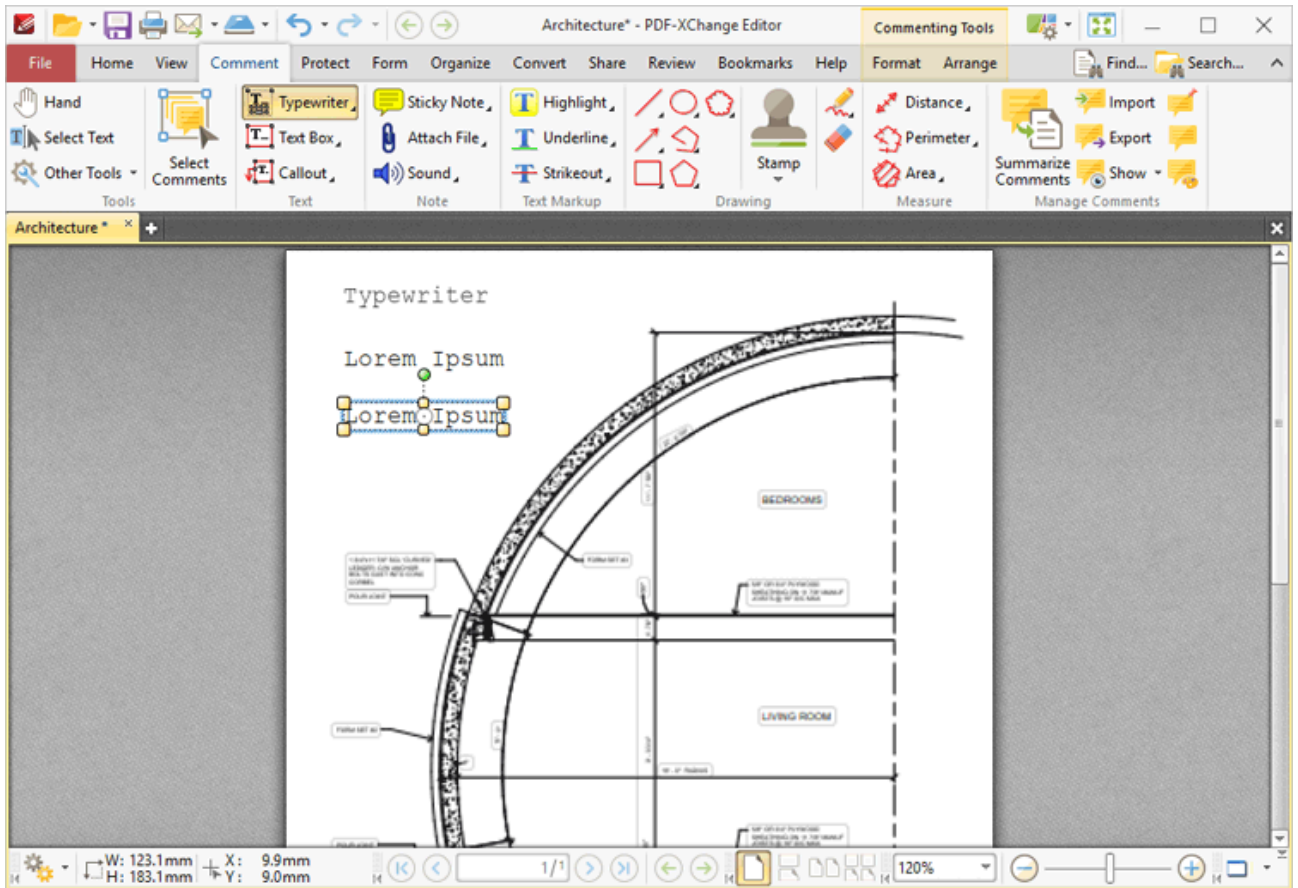 Architecture* - PDF-XChange Editor
Commenting Tools
File Home View Comment Protect Form Organize Convert Share Review Bookmarks Help Format Arrange Find... Search...
Hand
Select Text
Other Tools
Select
Comments
Tools
Typewriter
Text Box
Callout
Text
Sticky Note
Attach File
Sound
Note
Highlight
Underline
Strikeout
Text Markup
Stamp
Drawing
Distance
Perimeter
Area
Measure
Summarize
Comments
Import
Export
Show
Manage Comments
Architecture *
Typewriter
Lorem Ipsum
Lorem Ipsum
BEDROOMS
LIVING ROOM
W: 123.1mm
H: 183.1mm
X: 9.9mm
Y: 9.0mm
1/1
120%